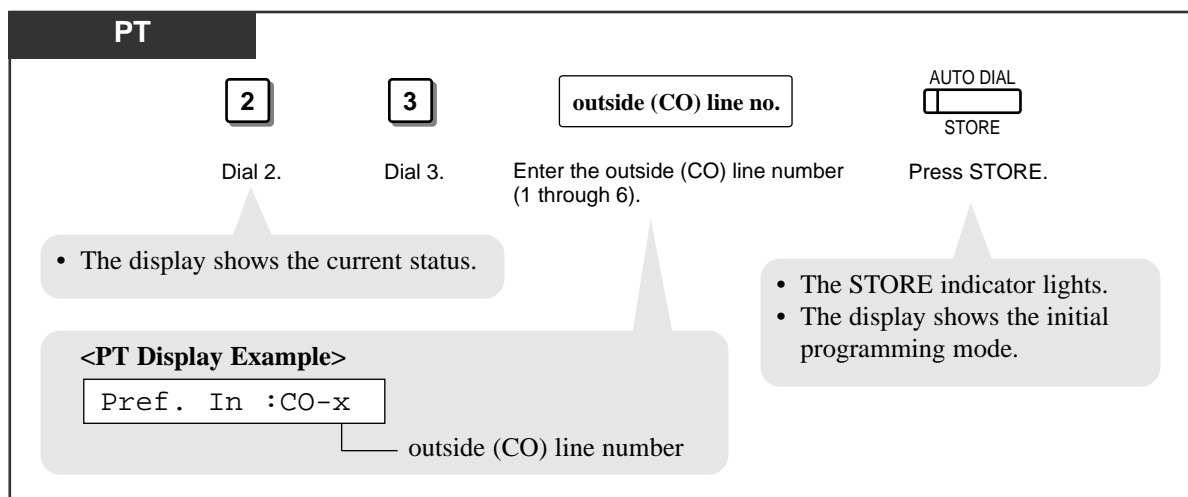 PT
2
3
outside (CO) line no.
AUTO DIAL
STORE
Dial 2.
Dial 3.
Enter the outside (CO) line number
(1 through 6).
Press STORE.
• The display shows the current status.
• The STORE indicator lights.
• The display shows the initial
programming mode.
<PT Display Example>
Pref. In :CO-x
outside (CO) line number